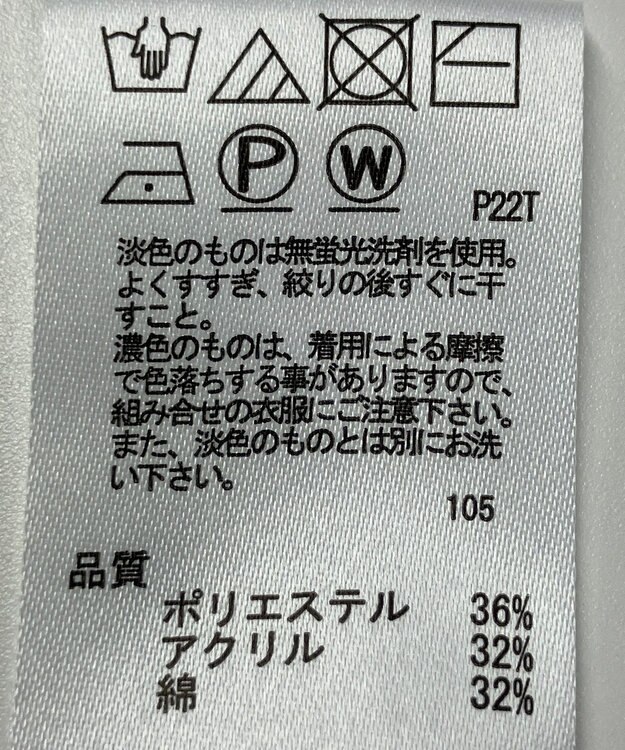 P W
P22T
淡色のものは無蛍光洗剤を使用。
よくすすぎ、絞りの後すぐに干
すこと。
濃色のものは、着用による摩擦
で色落ちする事がありますので、
組み合せの衣服にご注意下さい。
また、淡色のものとは別にお洗
い下さい。
105
品質
ポリエステル 36%
アクリル 32%
綿 32%